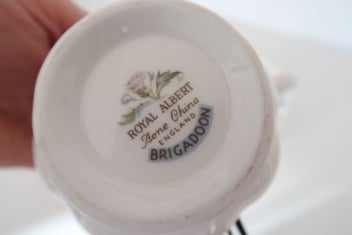 ROYAL ALBERT
Bone China
ENGLAND
BRIGADOON